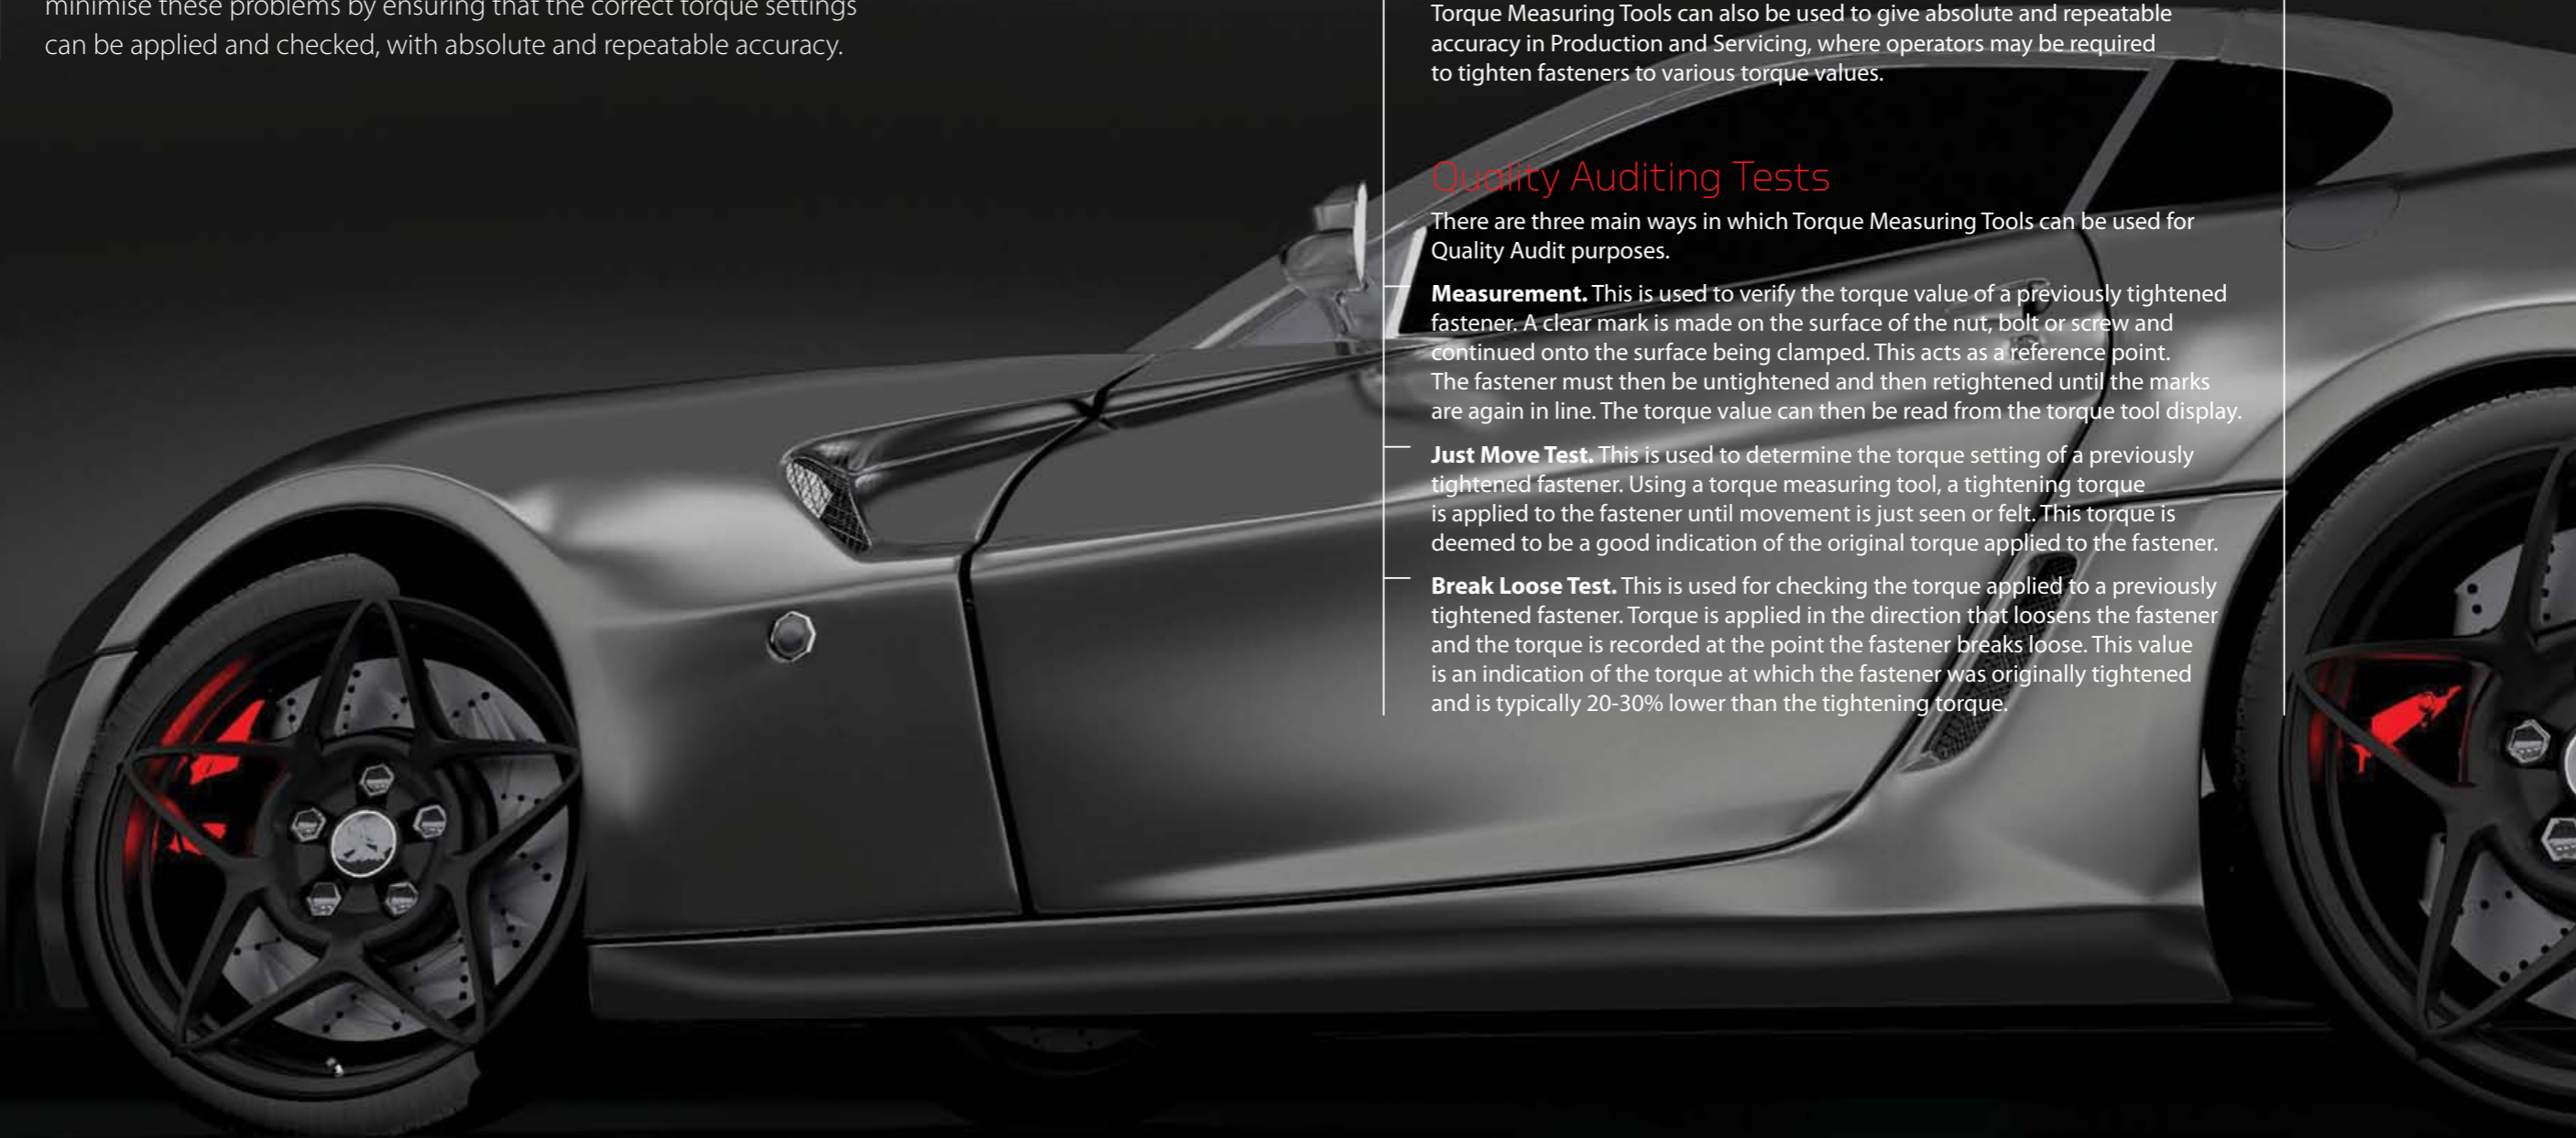 minimise these problems by ensuring that the correct torque settings
can be applied and checked, with absolute and repeatable accuracy.
Torque Measuring Tools can also be used to give absolute and repeatable
accuracy in Production and Servicing, where operators may be required
to tighten fasteners to various torque values.
Quality Auditing Tests
There are three main ways in which Torque Measuring Tools can be used for
Quality Audit purposes.
Measurement. This is used to verify the torque value of a previously tightened
fastener. A clear mark is made on the surface of the nut, bolt or screw and
continued onto the surface being clamped. This acts as a reference point.
The fastener must then be untightened and then retightened until the marks
are again in line. The torque value can then be read from the torque tool display.
Just Move Test. This is used to determine the torque setting of a previously
tightened fastener. Using a torque measuring tool, a tightening torque
is applied to the fastener until movement is just seen or felt. This torque is
deemed to be a good indication of the original torque applied to the fastener.
Break Loose Test. This is used for checking the torque applied to a previously
tightened fastener. Torque is applied in the direction that loosens the fastener
and the torque is recorded at the point the fastener breaks loose. This value
is an indication of the torque at which the fastener was originally tightened
and is typically 20-30% lower than the tightening torque.